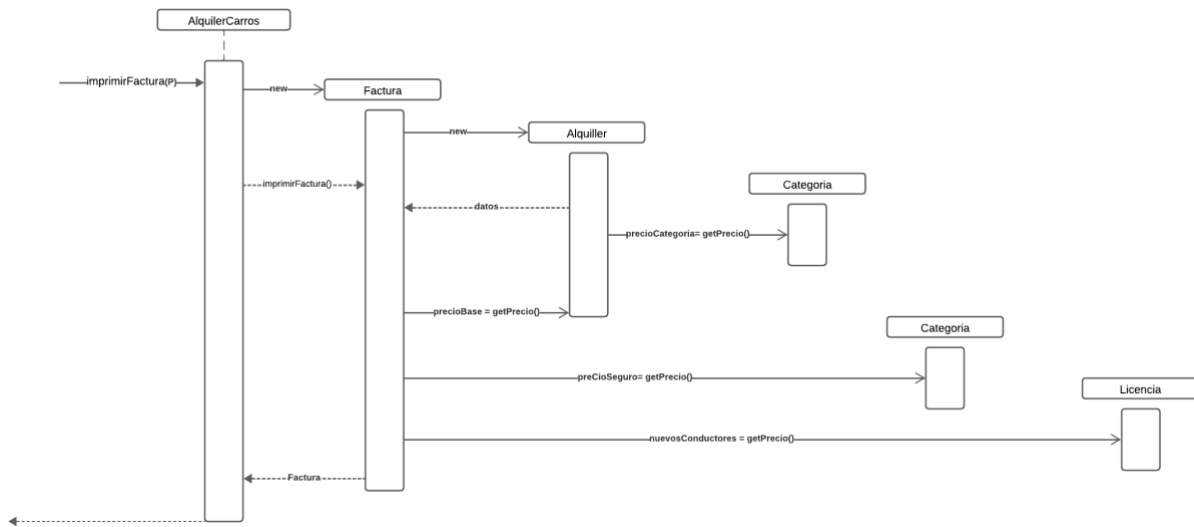 AlquilerCarros
imprimirFactura(P)
new
Factura
new
Alquiller
imprimirFactura()
Categoria
datos
precioCategoria= getPrecio()
precioBase = getPrecio()
Categoria
preCioSeguro= getPrecio()
Licencia
nuevosConductores = getPrecio()
Factura